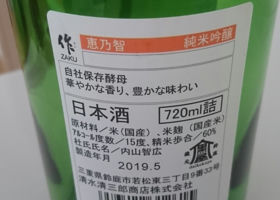 作 恵乃智 純米吟醸
ZAKU
自社保存酵母
華やかな香り、豊かな味わい
日本酒 720ml詰
原材料/米(国産)、米麹(国産米)
アルコール度数/15度、精米歩合/60%
杜氏氏名/内山智広
製造年月
2019.5
三重県鈴鹿市若松東三丁目9番33号
清水清三郎商店株式会社